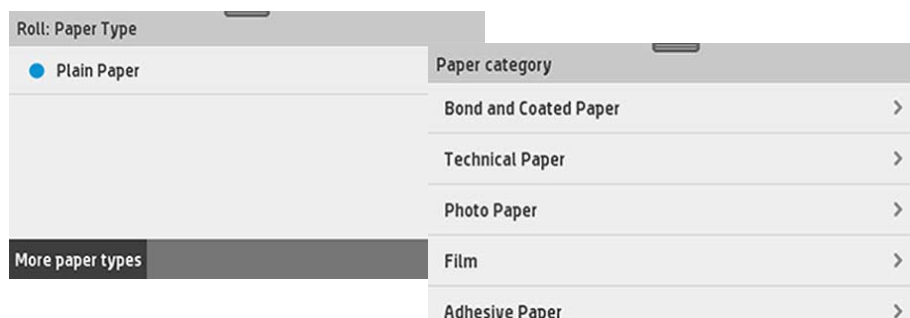 Roll: Paper Type
Plain Paper
More paper types
Paper category
Bond and Coated Paper
Technical Paper
Photo Paper
Film
Adhesive Paper